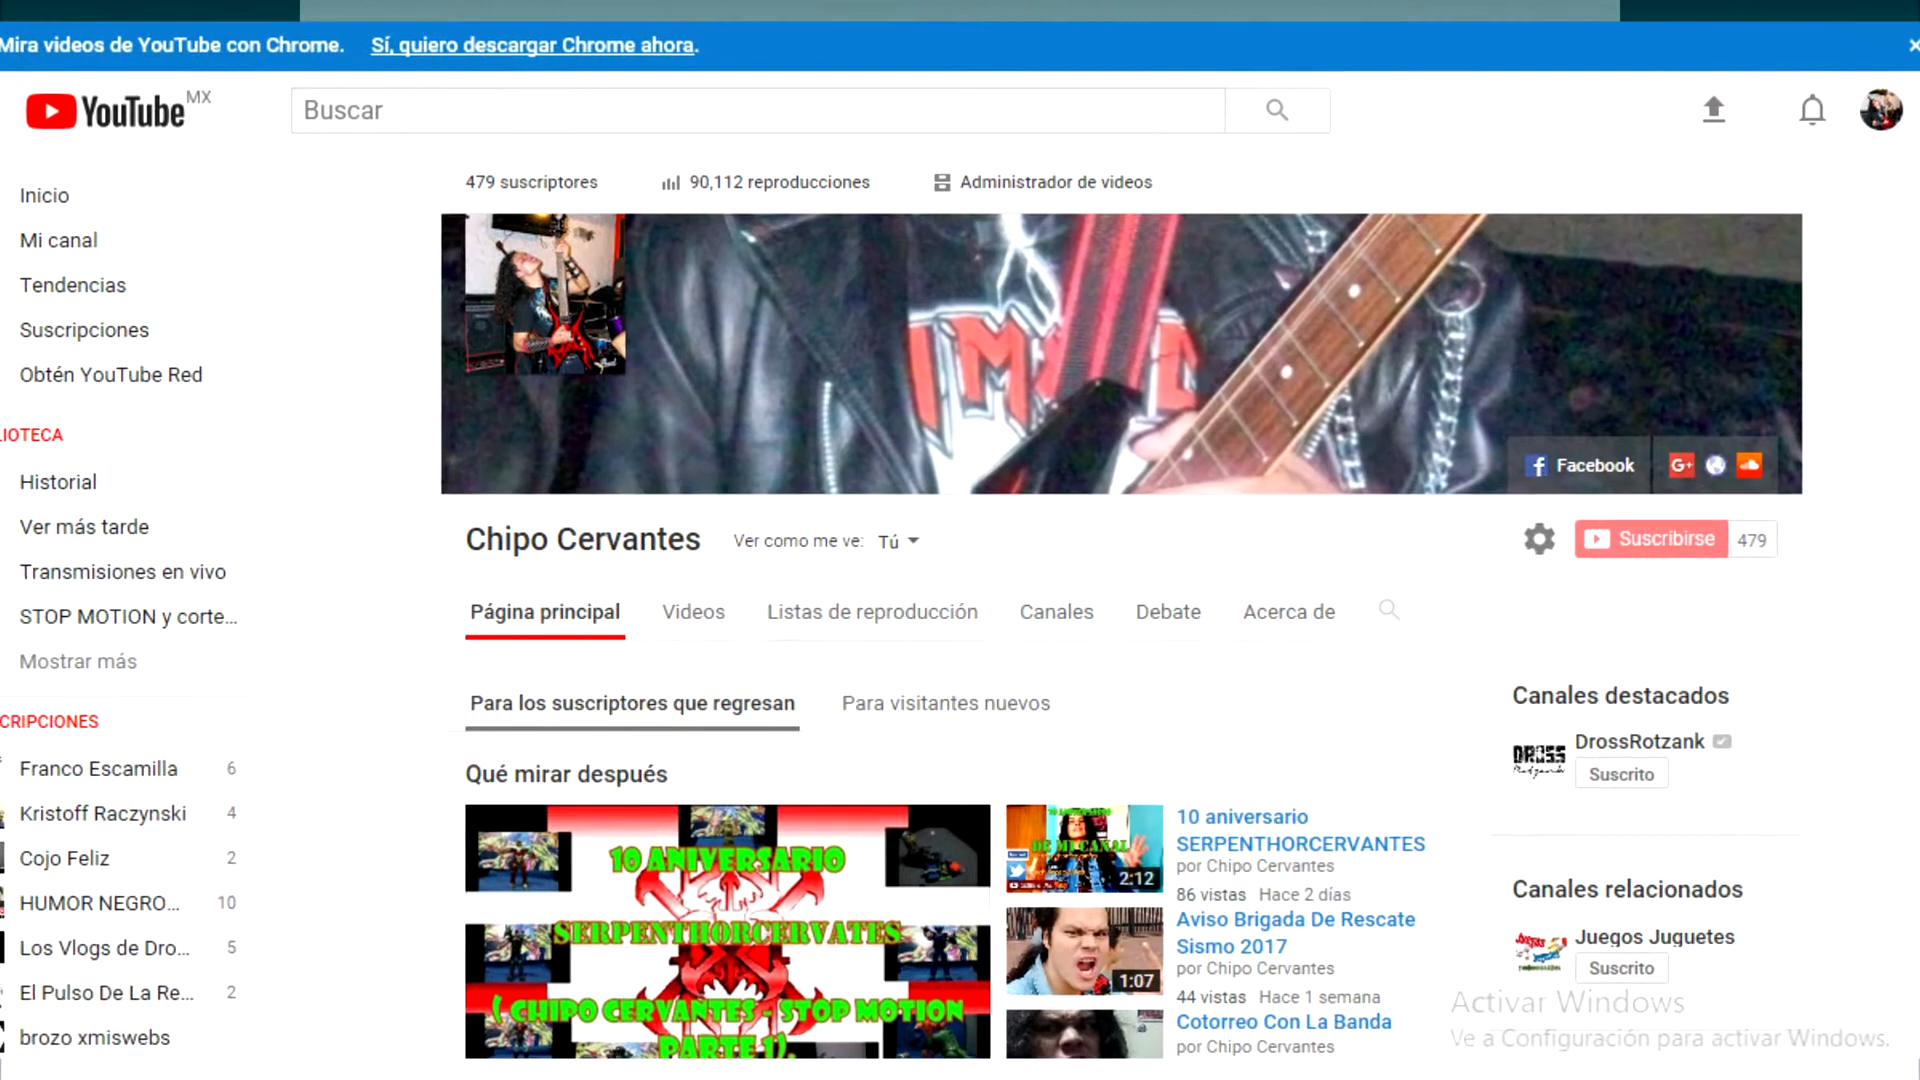 Mira videos de YouTube con Chrome. Sí, quiero descargar Chrome ahora.
YouTube MX
Buscar
479 suscriptores 90,112 reproducciones Administrador de videos
Inicio
Mi canal
Tendencias
Suscripciones
Obtén YouTube Red
LIOTECA
Historial
Ver más tarde
Transmisiones en vivo
STOP MOTION y corte...
Mostrar más
CRIPCIONES
Franco Escamilla 6
Kristoff Raczynski 4
Cojo Feliz 2
HUMOR NEGRO... 10
Los Vlogs de Dro... 5
El Pulso De La Re... 2
brozo xmiswebs
Facebook G+
Chipo Cervantes Ver como me ve: Tú
Suscribirse 479
Página principal Videos Listas de reproducción Canales Debate Acerca de
Para los suscriptores que regresan Para visitantes nuevos
Qué mirar después
10 ANIVERSARIO
SERPENTHORCERVATES
( CHIPO CERVANTES - STOP MOTION
PARTE 1).
10 ANIVERSARIO
DE MI CANAL
2:12
10 aniversario
SERPENTHORCERVANTES
por Chipo Cervantes
86 vistas Hace 2 días
1:07
Aviso Brigada De Rescate
Sismo 2017
por Chipo Cervantes
44 vistas Hace 1 semana
Cotorreo Con La Banda
por Chipo Cervantes
Canales destacados
DROSS
DrossRotzank
Suscrito
Canales relacionados
Juegos Juguetes
Suscrito
Activar Windows
Ve a Configuración para activar Windows.